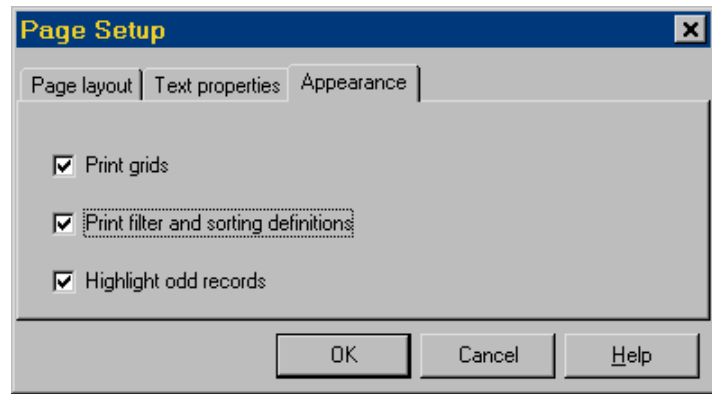 Page Setup
Page layout Text properties Appearance
Print grids
Print filter and sorting definitions
Highlight odd records
OK Cancel Help